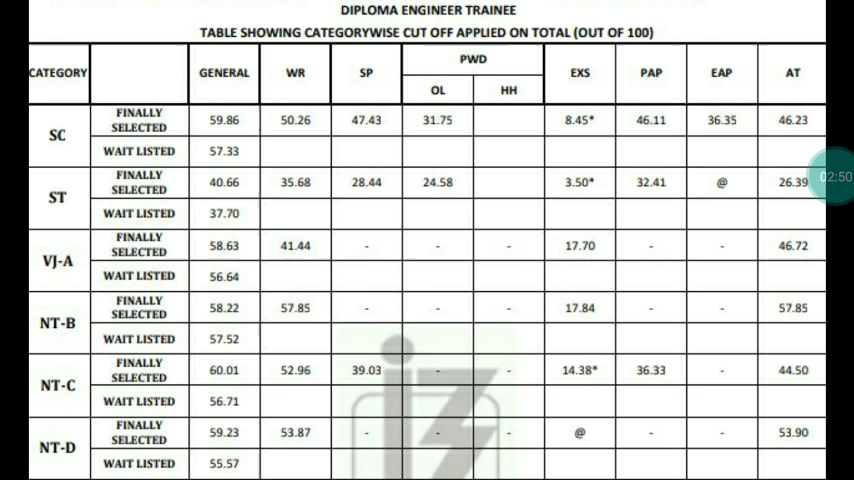 DIPLOMA ENGINEER TRAINEE
TABLE SHOWING CATEGORYWISE CUT OFF APPLIED ON TOTAL (OUT OF 100)
CATEGORY GENERAL WR SP PWD EXS PAP EAP AT
OL HH
SC FINALLY SELECTED 59.86 50.26 47.43 31.75 8.45* 46.11 36.35 46.23
WAIT LISTED 57.33
ST FINALLY SELECTED 40.66 35.68 28.44 24.58 3.50* 32.41 @ 26.39
WAIT LISTED 37.70
02:50
VJ-A FINALLY SELECTED 58.63 41.44 - - - 17.70 - - 46.72
WAIT LISTED 56.64
NT-B FINALLY SELECTED 58.22 57.85 - - - 17.84 - - 57.85
WAIT LISTED 57.52
NT-C FINALLY SELECTED 60.01 52.96 39.03 - - 14.38* 36.33 - 44.50
WAIT LISTED 56.71
NT-D FINALLY SELECTED 59.23 53.87 - - - @ - - 53.90
WAIT LISTED 55.57